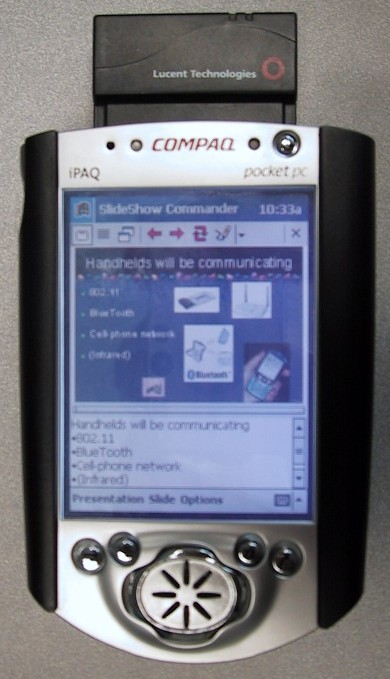 Lucent Technologies
COMPAQ
iPAQ pocket pc
SlideShow Commander 10:33a
Handhelds will be communicating
802.11
BlueTooth
Cell-phone network
(Infrared)
Bluetooth
Handhelds will be communicating
•802.11
•BlueTooth
•Cell-phone network
•(Infrared)
Presentation Slide Options